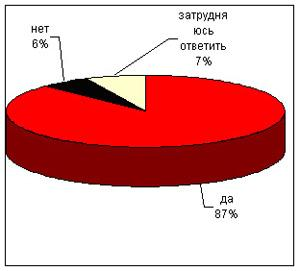 нет
6%
затрудня
юсь
ответить
7%
да
87%